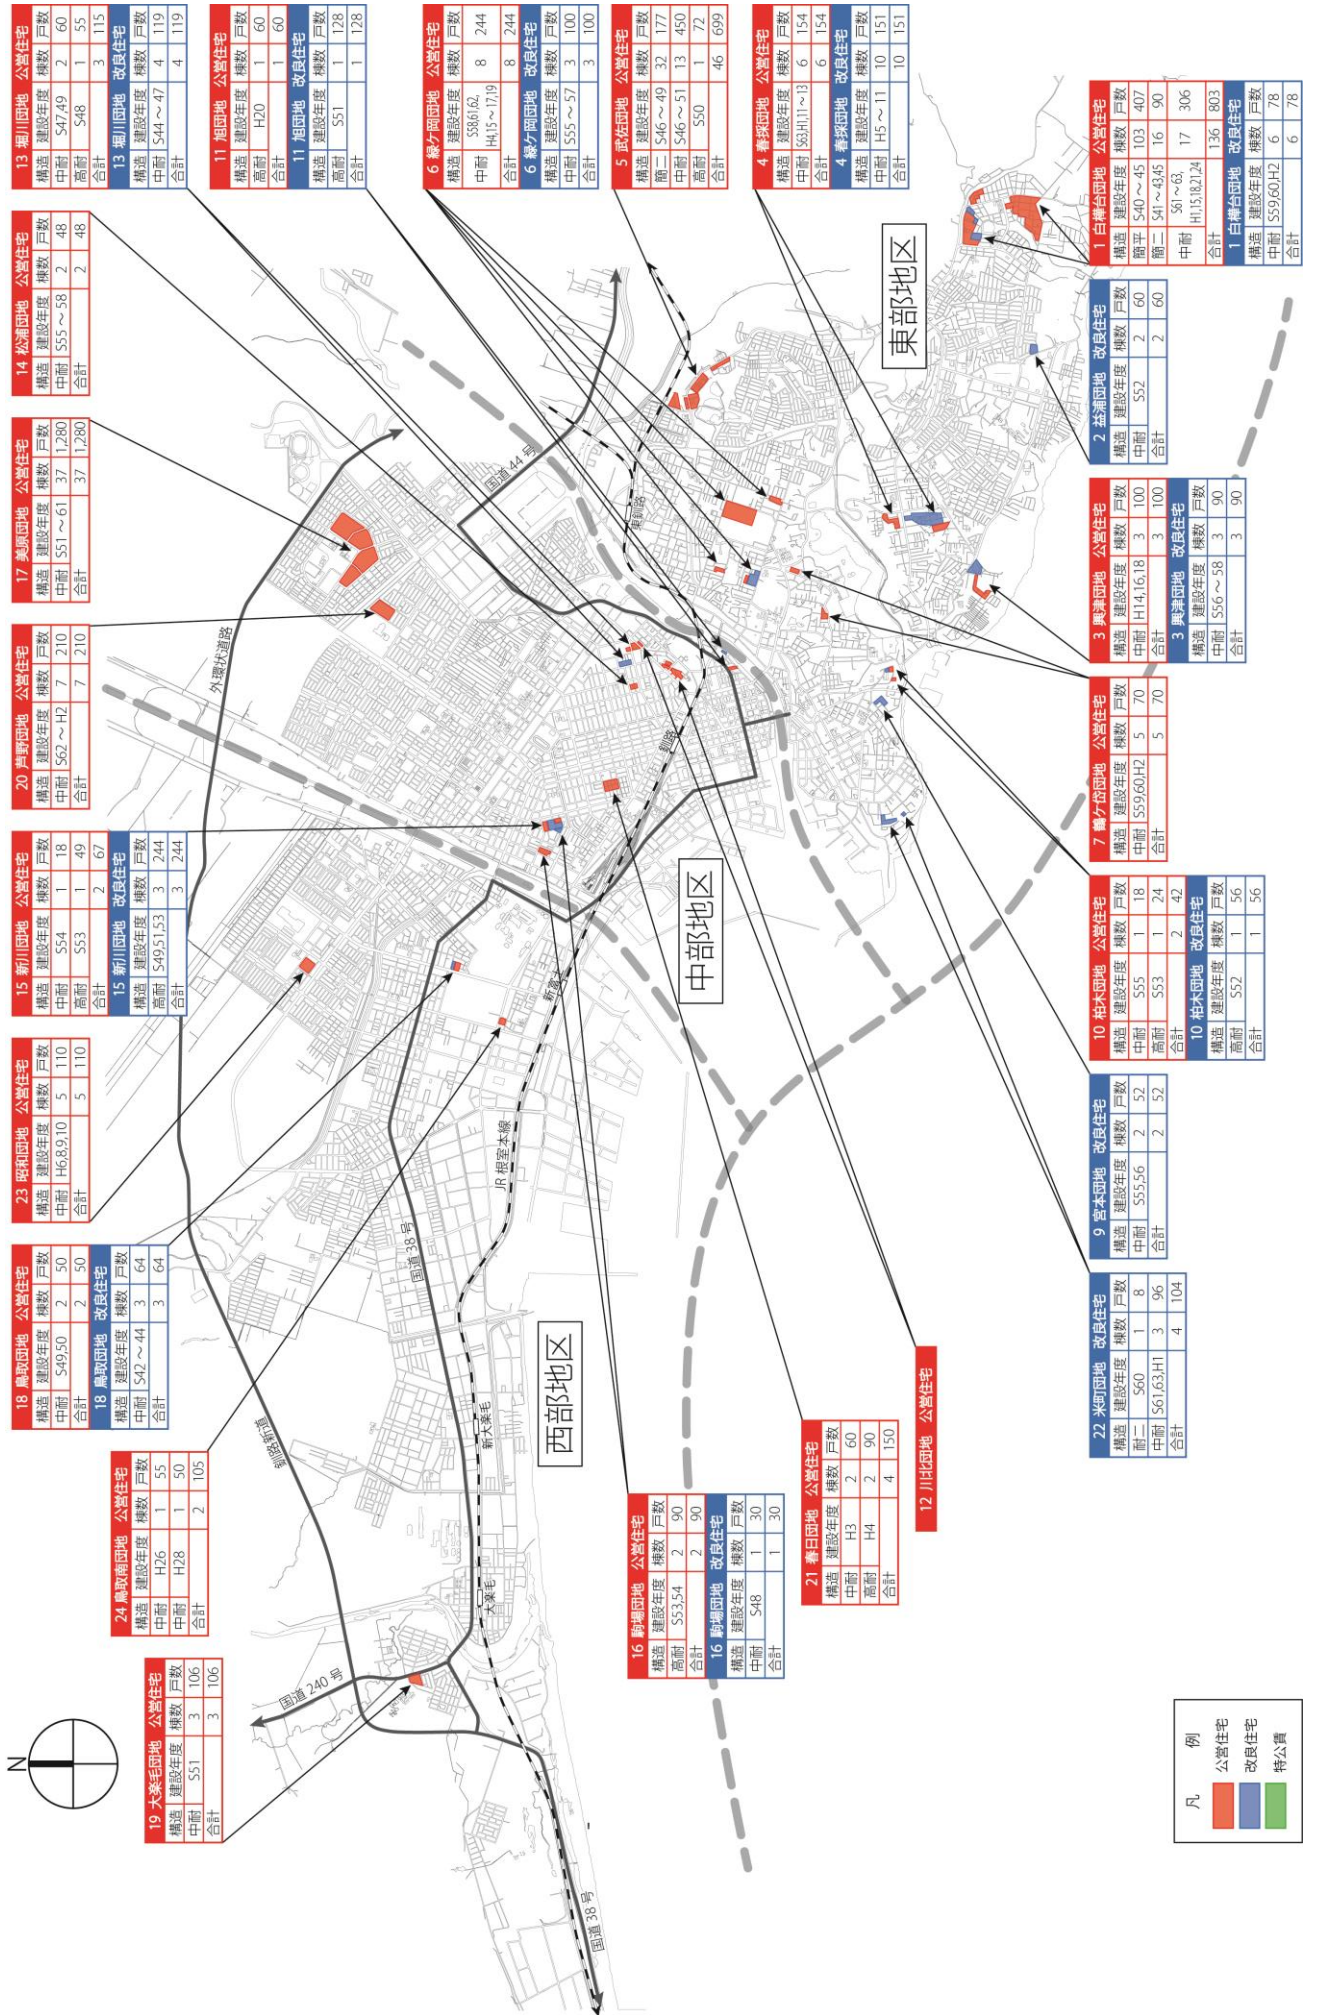 N
19 大楽毛団地 公営住宅
構造 建設年度 棟数 戸数
中耐 S51 3 106
合計 3 106
24 鳥取南団地 公営住宅
構造 建設年度 棟数 戸数
中耐 H26 1 55
中耐 H28 1 50
合計 2 105
18 鳥取団地 公営住宅
構造 建設年度 棟数 戸数
中耐 S49,50 2 50
合計 2 50
18 鳥取団地 改良住宅
構造 建設年度 棟数 戸数
中耐 S42～44 3 64
合計 3 64
23 昭和団地 公営住宅
構造 建設年度 棟数 戸数
中耐 H6,8,9,10 5 110
合計 5 110
15 新川団地 公営住宅
構造 建設年度 棟数 戸数
中耐 S54 1 18
高耐 S53 1 49
合計 2 67
15 新川団地 改良住宅
構造 建設年度 棟数 戸数
高耐 S49,51,53 3 244
合計 3 244
20 芦野団地 公営住宅
構造 建設年度 棟数 戸数
中耐 S62～H2 7 210
合計 7 210
17 美原団地 公営住宅
構造 建設年度 棟数 戸数
中耐 S51～61 37 1,280
合計 37 1,280
14 松浦団地 公営住宅
構造 建設年度 棟数 戸数
中耐 S55～58 2 48
合計 2 48
13 堀川団地 公営住宅
構造 建設年度 棟数 戸数
中耐 S47,49 2 60
高耐 S48 1 55
合計 3 115
13 堀川団地 改良住宅
構造 建設年度 棟数 戸数
中耐 S44～47 4 119
合計 4 119
11 旭団地 公営住宅
構造 建設年度 棟数 戸数
高耐 H20 1 60
合計 1 60
11 旭団地 改良住宅
構造 建設年度 棟数 戸数
高耐 S51 1 128
合計 1 128
6 緑ケ岡団地 公営住宅
構造 建設年度 棟数 戸数
中耐 S58,61,62, H4,15～17,19 8 244
合計 8 244
6 緑ケ岡団地 改良住宅
構造 建設年度 棟数 戸数
中耐 S55～57 3 100
合計 3 100
5 武佐団地 公営住宅
構造 建設年度 棟数 戸数
簡二 S46～49 32 177
中耐 S46～51 13 450
高耐 S50 1 72
合計 46 699
4 春採団地 公営住宅
構造 建設年度 棟数 戸数
中耐 S63,H1,11～13 6 154
合計 6 154
4 春採団地 改良住宅
構造 建設年度 棟数 戸数
中耐 H5～11 10 151
合計 10 151
1 白樺台団地 公営住宅
構造 建設年度 棟数 戸数
簡平 S40～45 103 407
簡二 S41～43,45 16 90
中耐 S61～63, H1,15,18,21,24 17 306
合計 136 803
1 白樺台団地 改良住宅
構造 建設年度 棟数 戸数
中耐 S59,60,H2 6 78
合計 6 78
2 益浦団地 改良住宅
構造 建設年度 棟数 戸数
中耐 S52 2 60
合計 2 60
3 興津団地 公営住宅
構造 建設年度 棟数 戸数
中耐 H14,16,18 3 100
合計 3 100
3 興津団地 改良住宅
構造 建設年度 棟数 戸数
中耐 S56～58 3 90
合計 3 90
7 鶴ケ岱団地 公営住宅
構造 建設年度 棟数 戸数
中耐 S59,60,H2 5 70
合計 5 70
10 柏木団地 公営住宅
構造 建設年度 棟数 戸数
中耐 S55 1 18
高耐 S53 1 24
合計 2 42
10 柏木団地 改良住宅
構造 建設年度 棟数 戸数
高耐 S52 1 56
合計 1 56
9 宮本団地 改良住宅
構造 建設年度 棟数 戸数
中耐 S55,56 2 52
合計 2 52
22 米町団地 改良住宅
構造 建設年度 棟数 戸数
耐二 S60 1 8
中耐 S61,63,H1 3 96
合計 4 104
12 川北団地 公営住宅
21 春日団地 公営住宅
構造 建設年度 棟数 戸数
中耐 H3 2 60
高耐 H4 2 90
合計 4 150
16 駒場団地 公営住宅
構造 建設年度 棟数 戸数
高耐 S53,54 2 90
合計 2 90
16 駒場団地 改良住宅
構造 建設年度 棟数 戸数
中耐 S48 1 30
合計 1 30
西部地区
中部地区
東部地区
国道240号
国道38号
国道38号
国道44号
釧路新道
外環状道路
JR根室本線
大楽毛
新大楽毛
新富士
釧路
東釧路
凡 例
公営住宅
改良住宅
特公賃